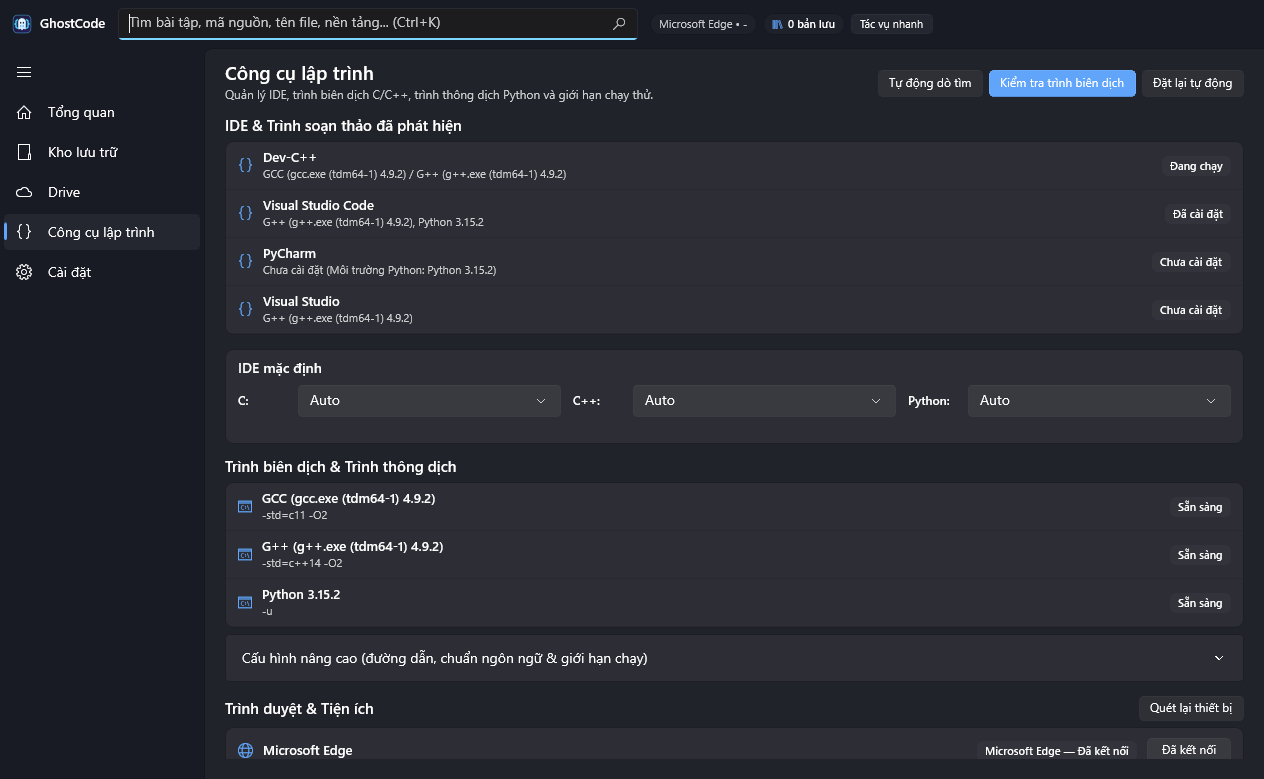 GhostCode
Tìm bài tập, mã nguồn, tên file, nền tảng... (Ctrl+K)
Microsoft Edge • -
0 bản lưu
Tác vụ nhanh
Tổng quan
Kho lưu trữ
Drive
Công cụ lập trình
Cài đặt
Công cụ lập trình
Quản lý IDE, trình biên dịch C/C++, trình thông dịch Python và giới hạn chạy thử.
Tự động dò tìm
Kiểm tra trình biên dịch
Đặt lại tự động
IDE & Trình soạn thảo đã phát hiện
Dev-C++
GCC (gcc.exe (tdm64-1) 4.9.2) / G++ (g++.exe (tdm64-1) 4.9.2)
Đang chạy
Visual Studio Code
G++ (g++.exe (tdm64-1) 4.9.2), Python 3.15.2
Đã cài đặt
PyCharm
Chưa cài đặt (Môi trường Python: Python 3.15.2)
Chưa cài đặt
Visual Studio
G++ (g++.exe (tdm64-1) 4.9.2)
Chưa cài đặt
IDE mặc định
C:
Auto
C++:
Auto
Python:
Auto
Trình biên dịch & Trình thông dịch
GCC (gcc.exe (tdm64-1) 4.9.2)
-std=c11 -O2
Sẵn sàng
G++ (g++.exe (tdm64-1) 4.9.2)
-std=c++14 -O2
Sẵn sàng
Python 3.15.2
-u
Sẵn sàng
Cấu hình nâng cao (đường dẫn, chuẩn ngôn ngữ & giới hạn chạy)
Trình duyệt & Tiện ích
Quét lại thiết bị
Microsoft Edge
Microsoft Edge — Đã kết nối
Đã kết nối